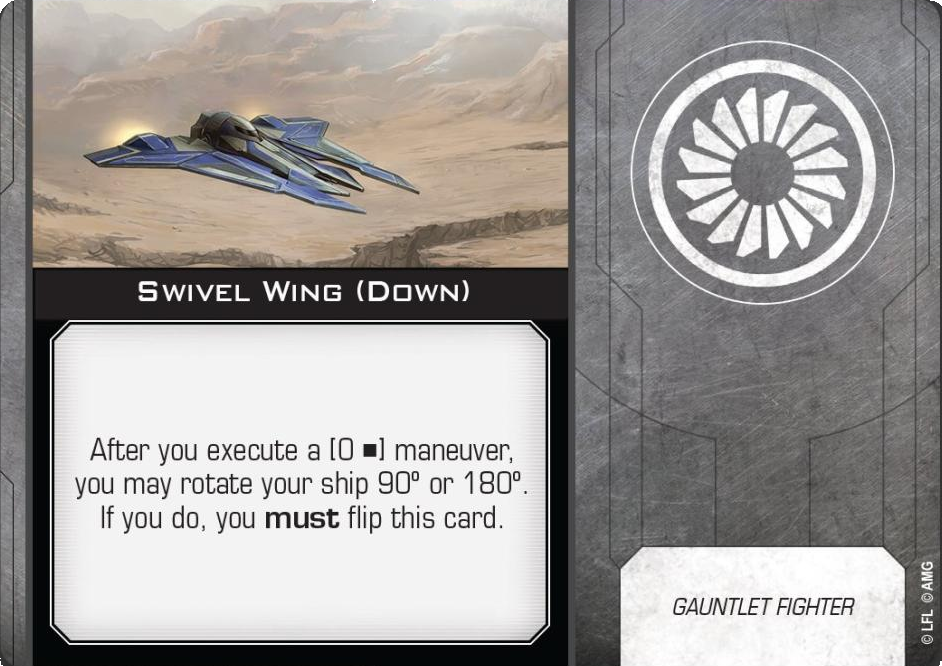 Swivel Wing (Down)
After you execute a [0 ■] maneuver,
you may rotate your ship 90º or 180º.
If you do, you must flip this card.
GAUNTLET FIGHTER
© LFL © AMG